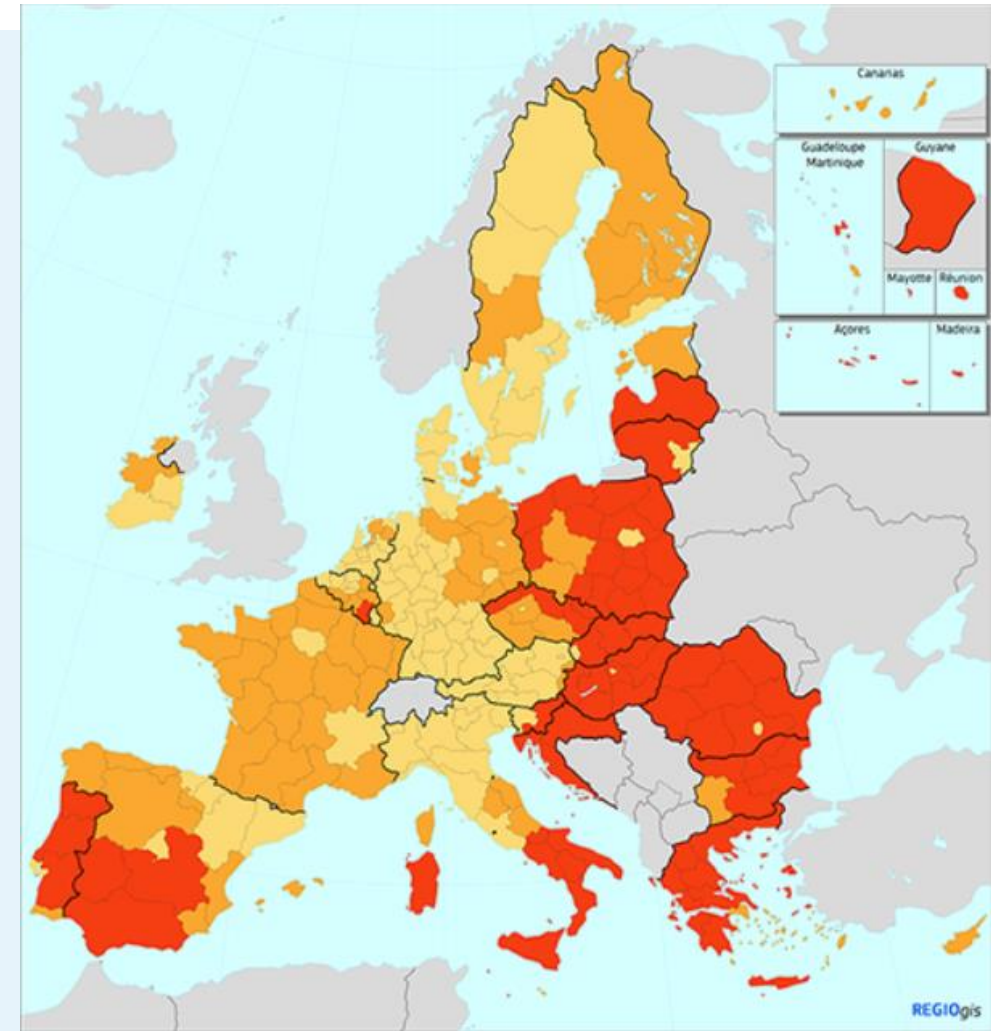 Canarias
Guadeloupe
Martinique
Guyane
Mayotte
Réunion
Açores
Madeira
REGIOgis